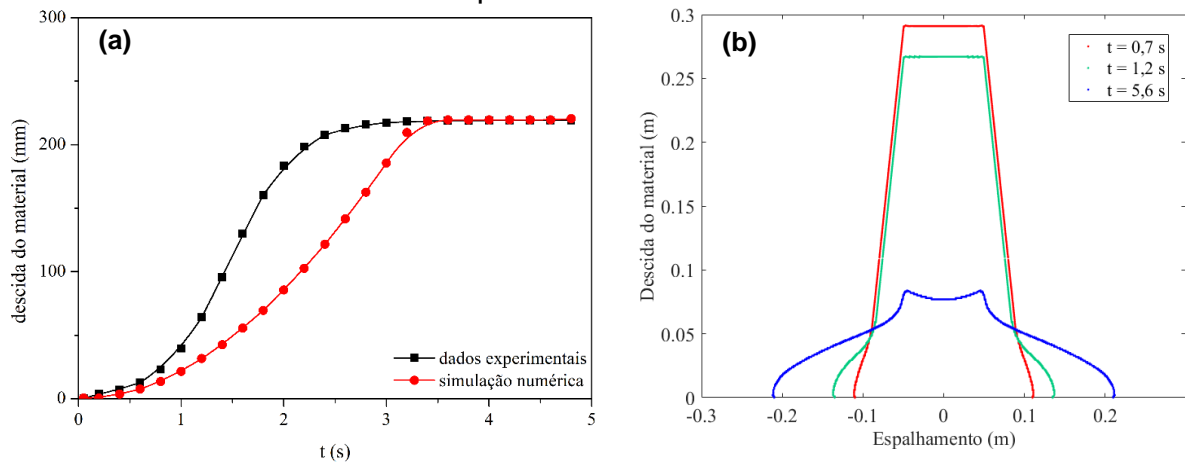 (a)
300
200
100
0
descida do material (mm)
dados experimentais
simulação numérica
0 1 2 3 4 5
t (s)
(b)
0.3
0.25
0.2
0.15
0.1
0.05
0
Descida do material (m)
t = 0,7 s
t = 1,2 s
t = 5,6 s
-0.3 -0.2 -0.1 0 0.1 0.2
Espalhamento (m)